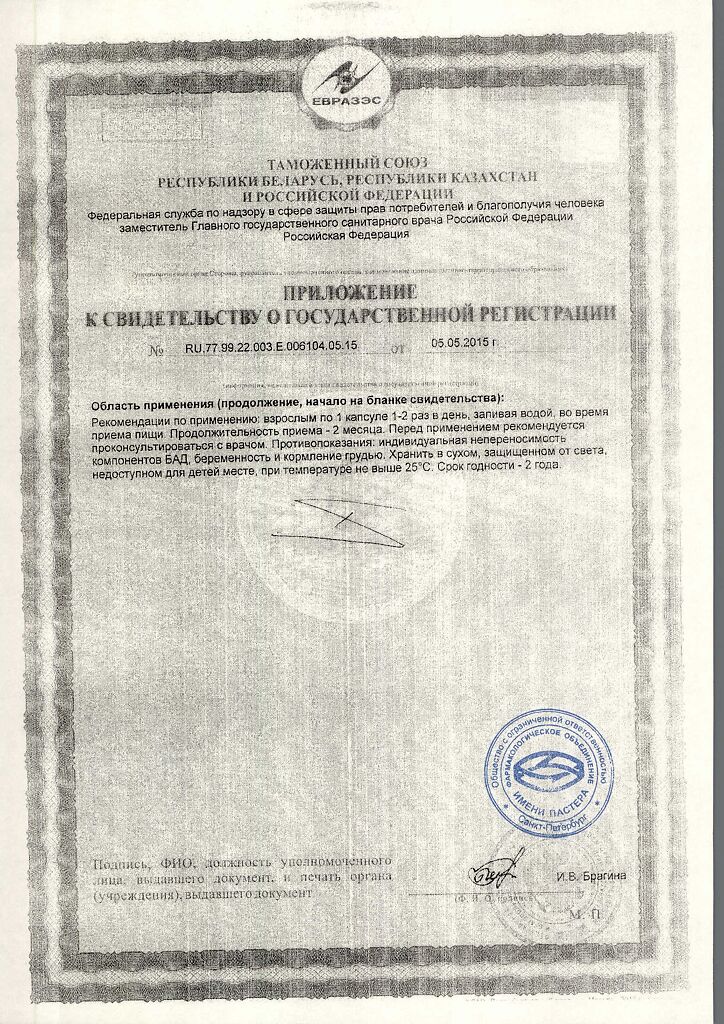 ЕВРАЗЭС
ТАМОЖЕННЫЙ СОЮЗ
РЕСПУБЛИКИ БЕЛАРУСЬ, РЕСПУБЛИКИ КАЗАХСТАН
И РОССИЙСКОЙ ФЕДЕРАЦИИ
Федеральная служба по надзору в сфере защиты прав потребителей и благополучия человека
заместитель Главного государственного санитарного врача Российской Федерации
Российская Федерация
ПРИЛОЖЕНИЕ
К СВИДЕТЕЛЬСТВУ О ГОСУДАРСТВЕННОЙ РЕГИСТРАЦИИ
№ RU.77.99.22.003.Е.006104.05.15 от 05.05.2015 г.
Область применения (продолжение, начало на бланке свидетельства):
Рекомендации по применению: взрослым по 1 капсуле 1-2 раз в день, запивая водой, во время
приема пищи. Продолжительность приема - 2 месяца. Перед применением рекомендуется
проконсультироваться с врачом. Противопоказания: индивидуальная непереносимость
компонентов БАД, беременность и кормление грудью. Хранить в сухом, защищенном от света,
недоступном для детей месте, при температуре не выше 25°С. Срок годности - 2 года.
Общество с ограниченной ответственностью
ФАРМАКОЛОГИЧЕСКОЕ ОБЪЕДИНЕНИЕ
ИМЕНИ ПАСТЕРА
Санкт-Петербург
Подпись, ФИО, должность уполномоченного
лица, выдавшего документ, и печать органа
(учреждения), выдавшего документ
И.В. Брагина
(Ф. И. О./подпись)
М. П.